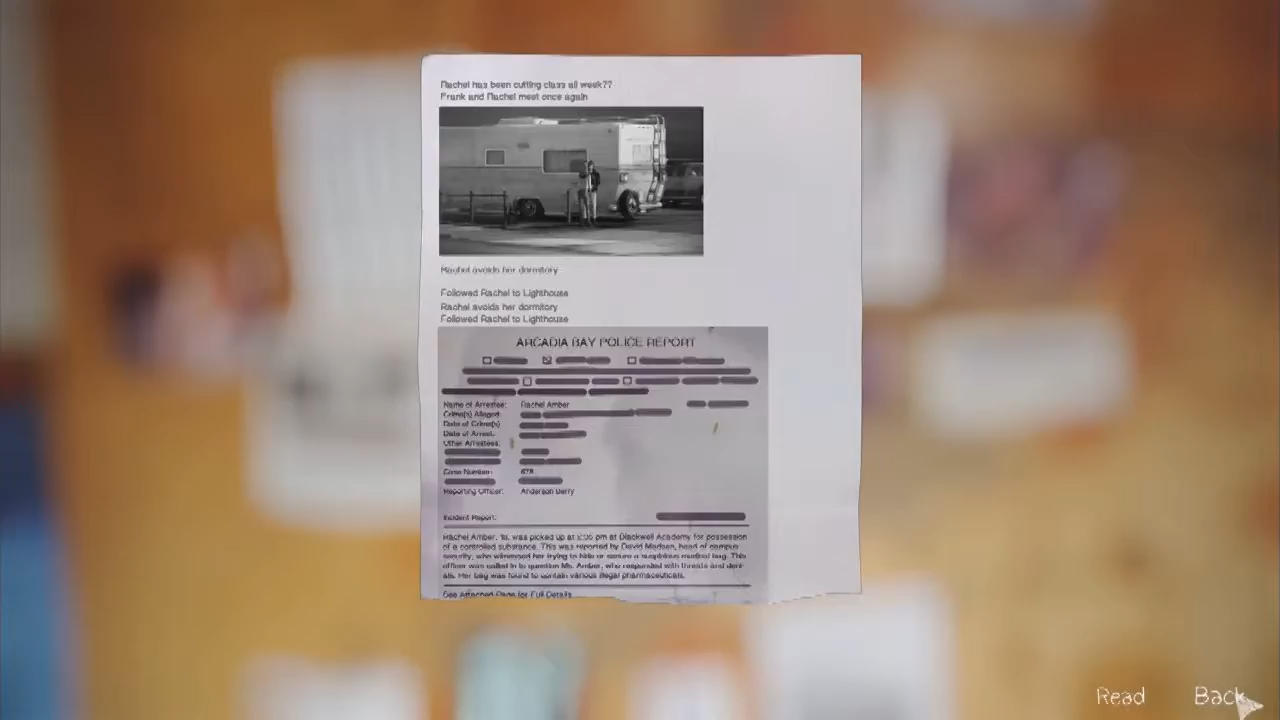 Rachel has been cutting class all week??
Frank and Rachel meet once again
Rachel avoids her dormitory
Followed Rachel to Lighthouse
Rachel avoids her dormitory
Followed Rachel to Lighthouse
ARCADIA BAY POLICE REPORT
Name of Arrestee: Rachel Amber
Crime(s) Alleged:
Date of Crime(s)
Date of Arrest:
Other Arrestees:
Case Number: 678
Reporting Officer: Anderson Berry
Incident Report:
Rachel Amber, was picked up at pm at Blackwell Academy for possession
of a controlled substance. This was reported by David Madsen, head of campus
security, who witnessed her trying to hide or secure a suspicious medical bag. This
officer was called in to question Ms. Amber, who responded with threats and deni-
als. Her bag was found to contain various illegal pharmaceuticals.
See Attached Page for Full Details
Read
Back